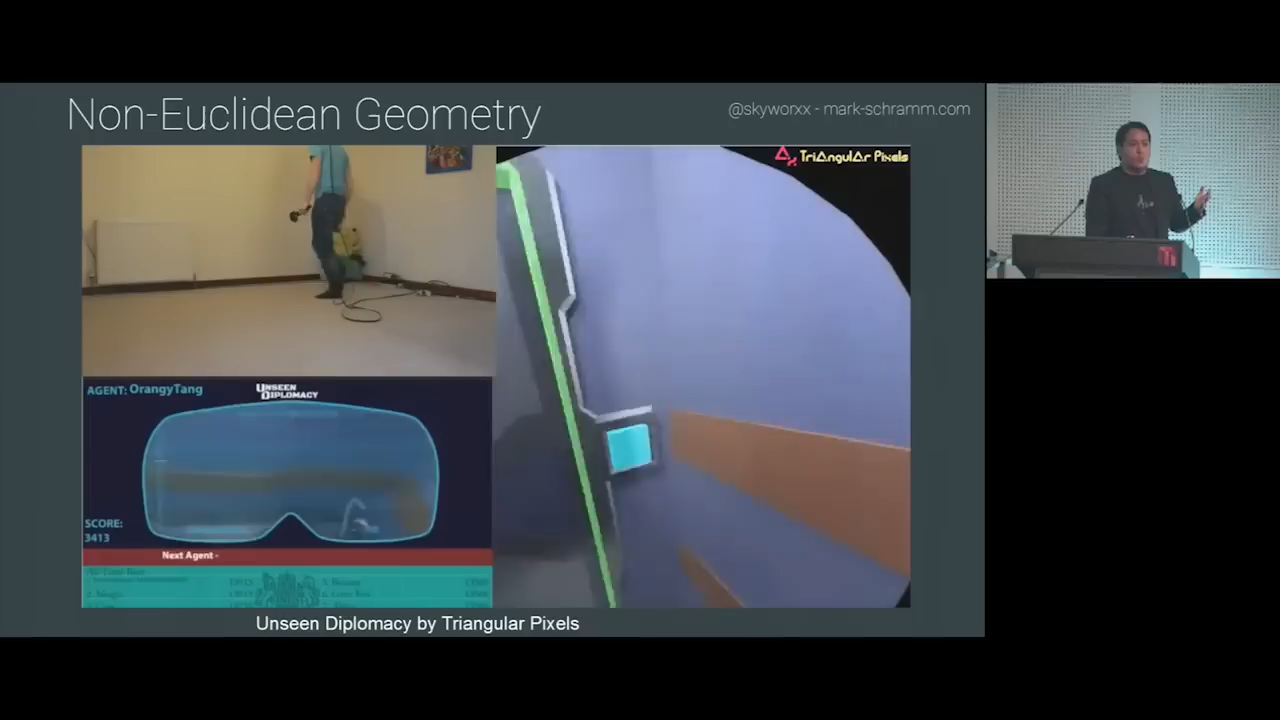 Non-Euclidean Geometry
@skyworxx - mark-schramm.com
TriangulAr Pixels
AGENT: OrangyTang
UNSEEN
DIPLOMACY
SCORE:
3413
Next Agent -
Unseen Diplomacy by Triangular Pixels